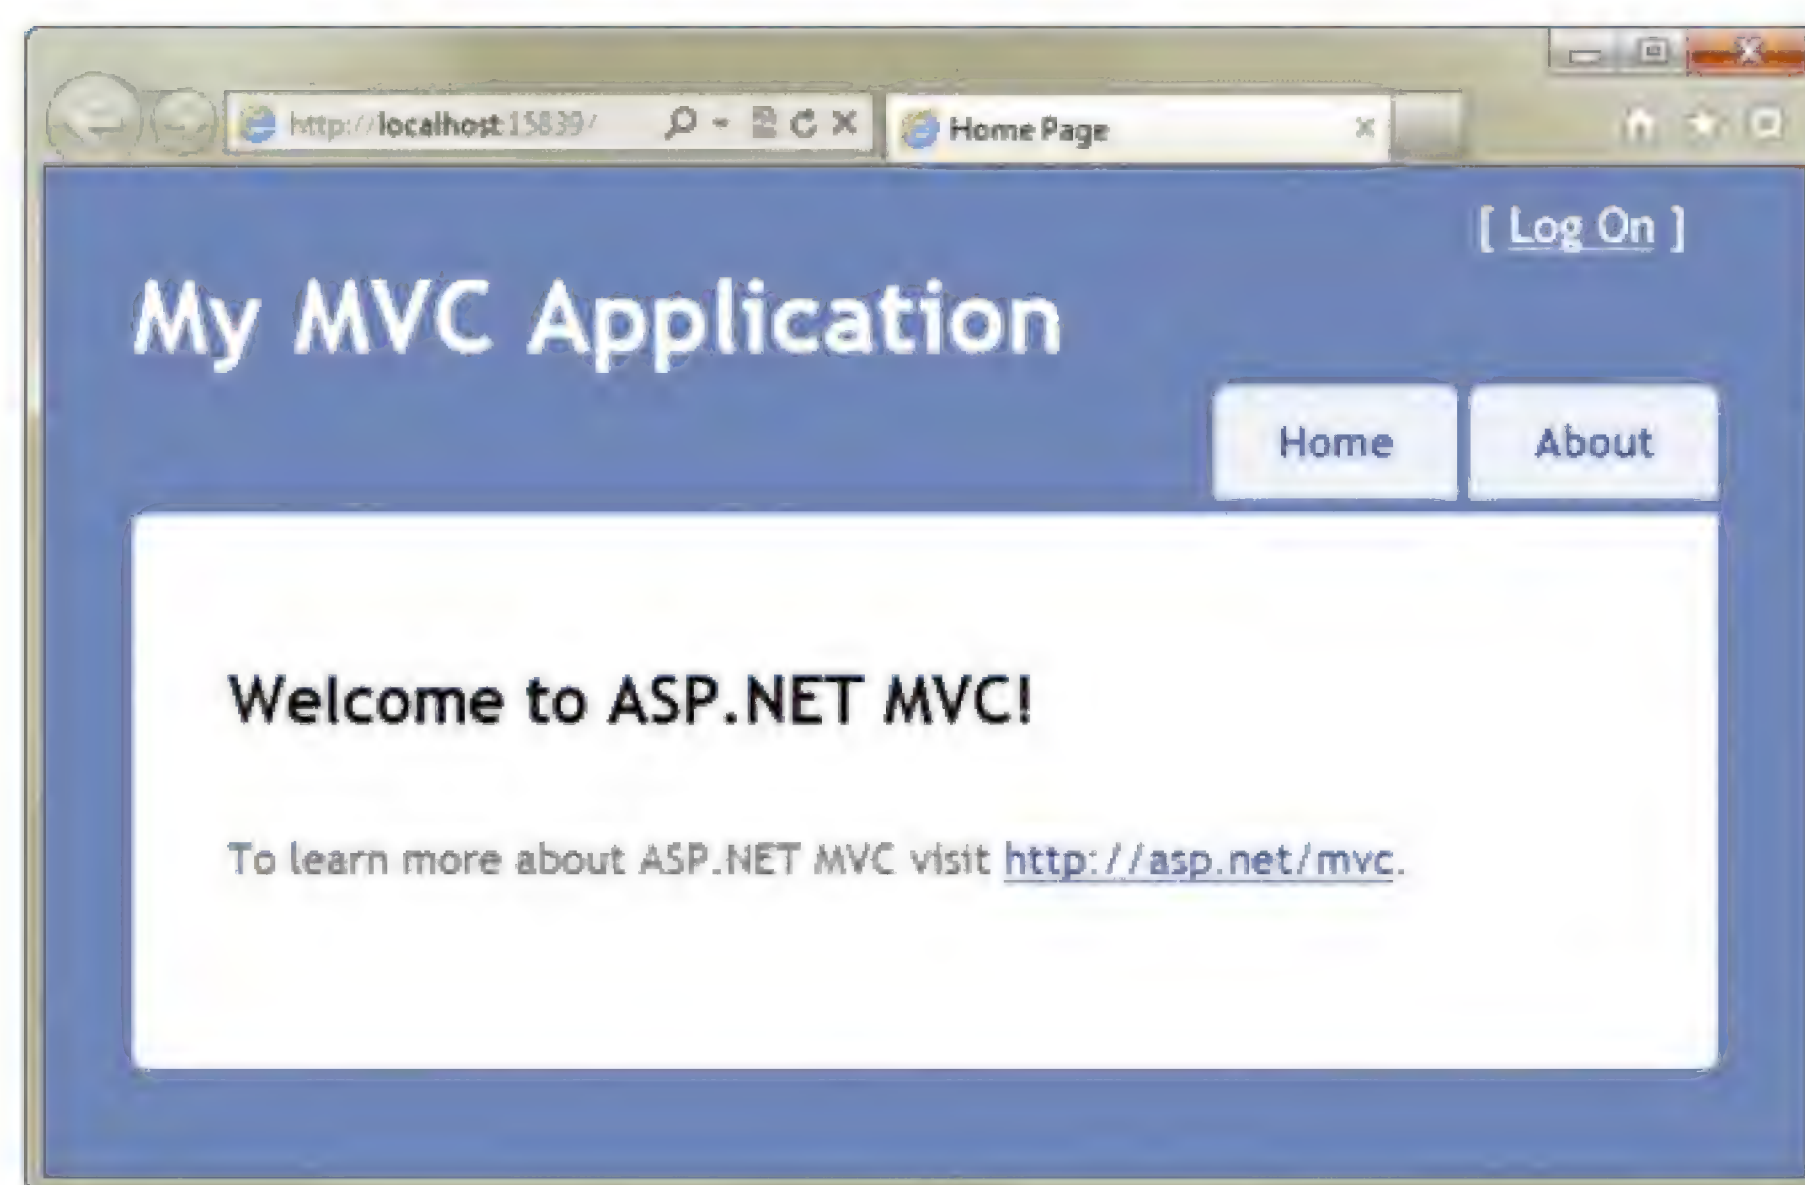 http://localhost:15839/
Home Page
[ Log On ]
My MVC Application
Home
About
Welcome to ASP.NET MVC!
To learn more about ASP.NET MVC visit http://asp.net/mvc.